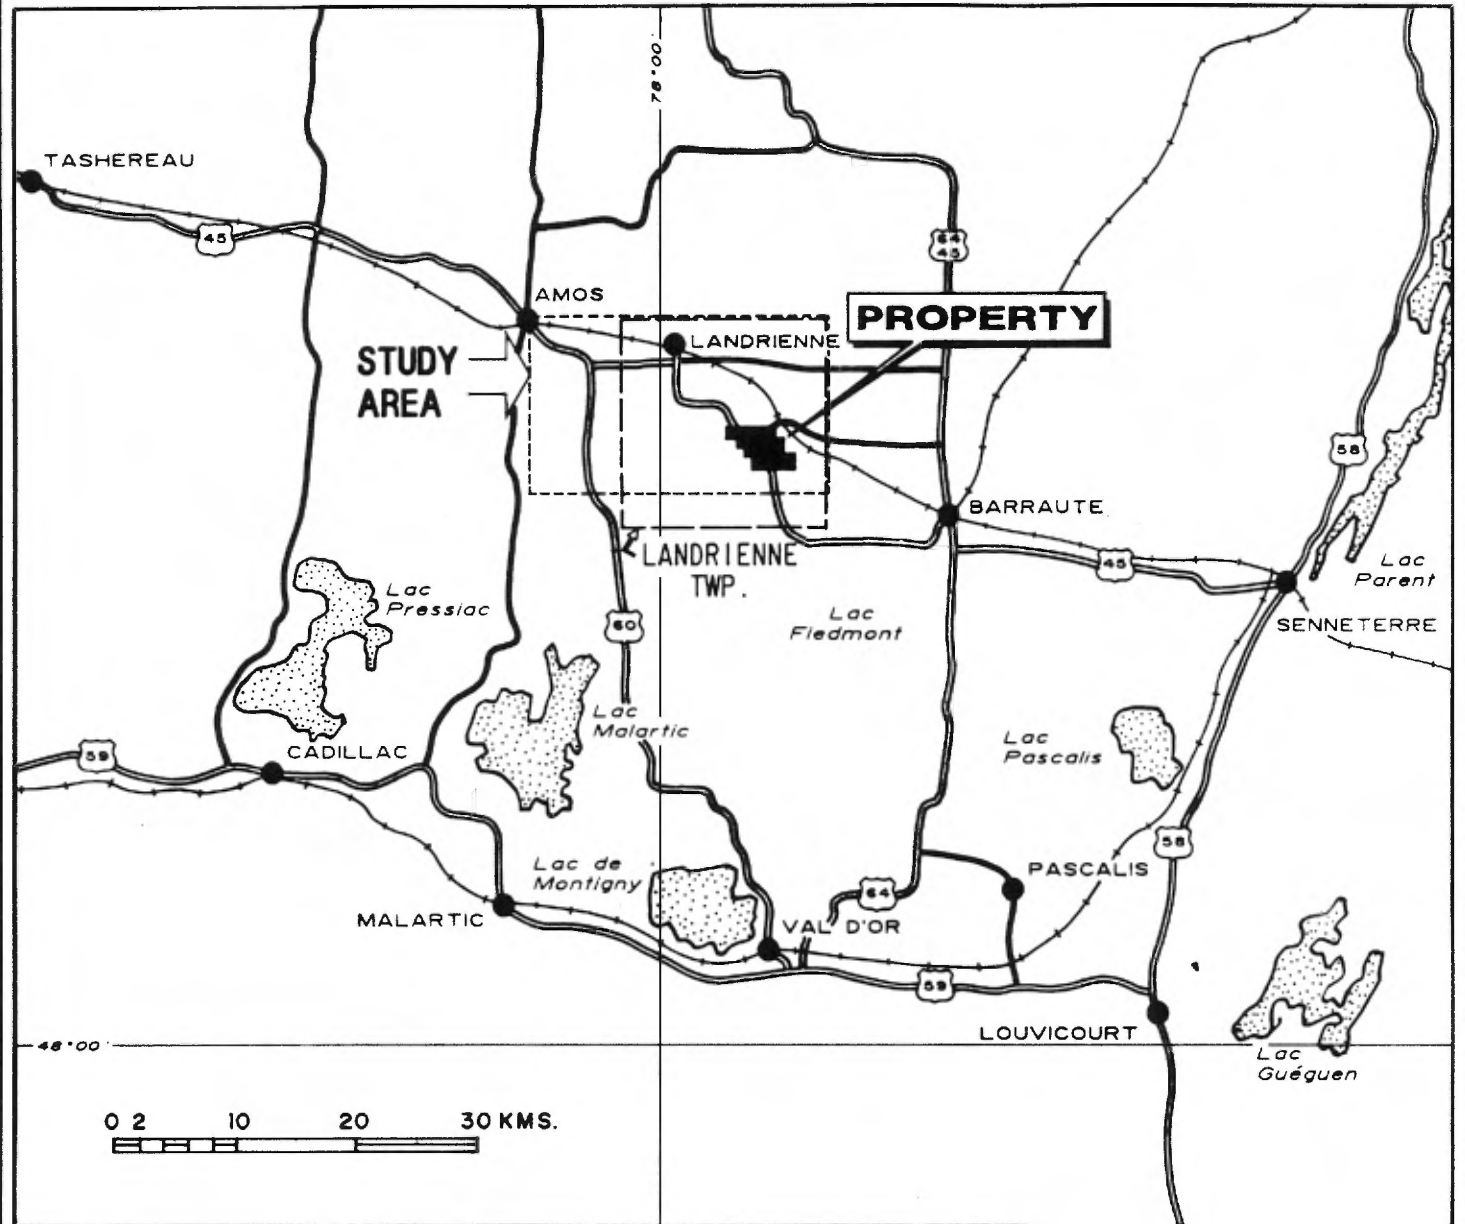 78°00'
TASHEREAU
45
64
45
AMOS
PROPERTY
LANDRIENNE
STUDY
AREA
58
BARRAUTE
LANDRIENNE
TWP.
45
Lac
Parent
Lac
Pressiac
Lac
Fiedmont
60
SENNETERRE
Lac
Malartic
Lac
Pascalis
59
CADILLAC
58
Lac de
Montigny
PASCALIS
64
MALARTIC
VAL D'OR
59
LOUVICOURT
48°00'
Lac
Guéguen
0 2 10 20 30 KMS.